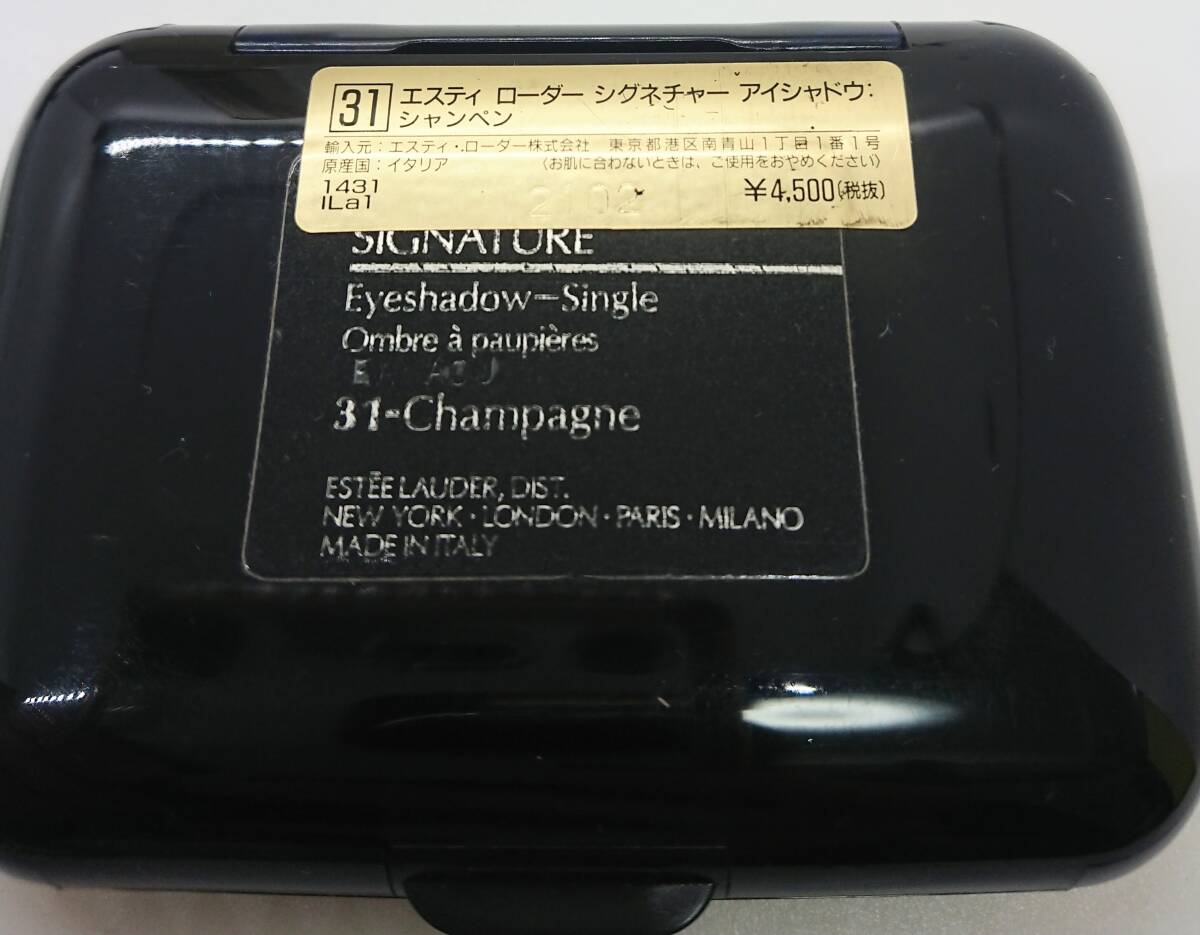 31 エスティ ローダー シグネチャー アイシャドウ:
シャンペン
輸入元：エスティ・ローダー株式会社 東京都港区南青山1丁目1番1号
原産国：イタリア 〈お肌に合わないときは、ご使用をおやめください〉
1431
ILa1 2102 ¥4,500(税抜)
SIGNATURE
Eyeshadow–Single
Ombre à paupières
31-Champagne
ESTĒE LAUDER, DIST.
NEW YORK · LONDON · PARIS · MILANO
MADE IN ITALY